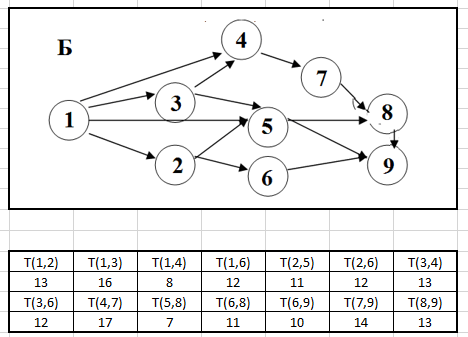 Б
4
7
3
8
1
5
2
6
9
T(1,2) T(1,3) T(1,4) T(1,6) T(2,5) T(2,6) T(3,4)
13 16 8 12 11 12 13
T(3,6) T(4,7) T(5,8) T(6,8) T(6,9) T(7,9) T(8,9)
12 17 7 11 10 14 13